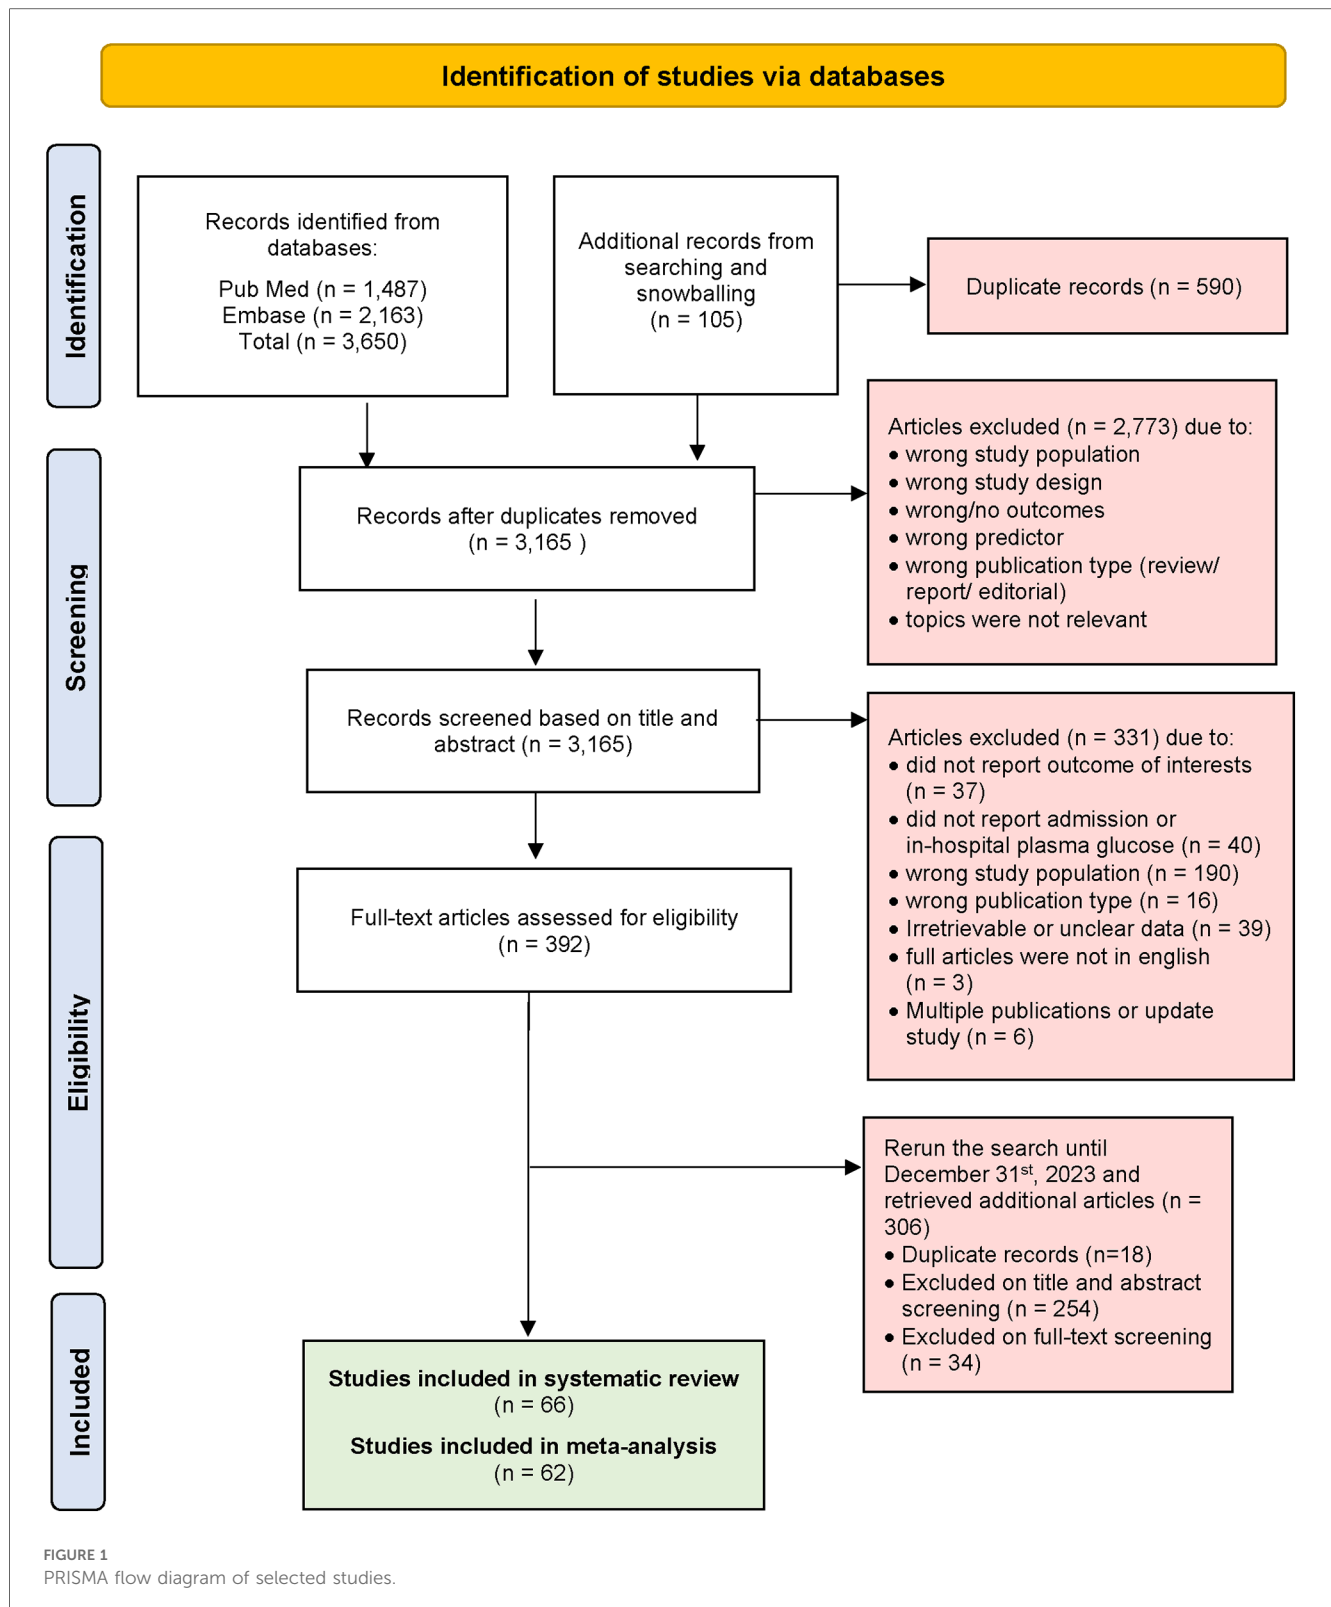 Identification of studies via databases
Identification
Records identified from
databases:
Pub Med (n = 1,487)
Embase (n = 2,163)
Total (n = 3,650)
Additional records from
searching and
snowballing
(n = 105)
Duplicate records (n = 590)
Screening
Records after duplicates removed
(n = 3,165 )
Articles excluded (n = 2,773) due to:
• wrong study population
• wrong study design
• wrong/no outcomes
• wrong predictor
• wrong publication type (review/
report/ editorial)
• topics were not relevant
Records screened based on title and
abstract (n = 3,165)
Articles excluded (n = 331) due to:
• did not report outcome of interests
(n = 37)
• did not report admission or
in-hospital plasma glucose (n = 40)
• wrong study population (n = 190)
• wrong publication type (n = 16)
• Irretrievable or unclear data (n = 39)
• full articles were not in english
(n = 3)
• Multiple publications or update
study (n = 6)
Eligibility
Full-text articles assessed for eligibility
(n = 392)
Rerun the search until
December 31st, 2023 and
retrieved additional articles (n =
306)
• Duplicate records (n=18)
• Excluded on title and abstract
screening (n = 254)
• Excluded on full-text screening
(n = 34)
Included
Studies included in systematic review
(n = 66)
Studies included in meta-analysis
(n = 62)
FIGURE 1
PRISMA flow diagram of selected studies.